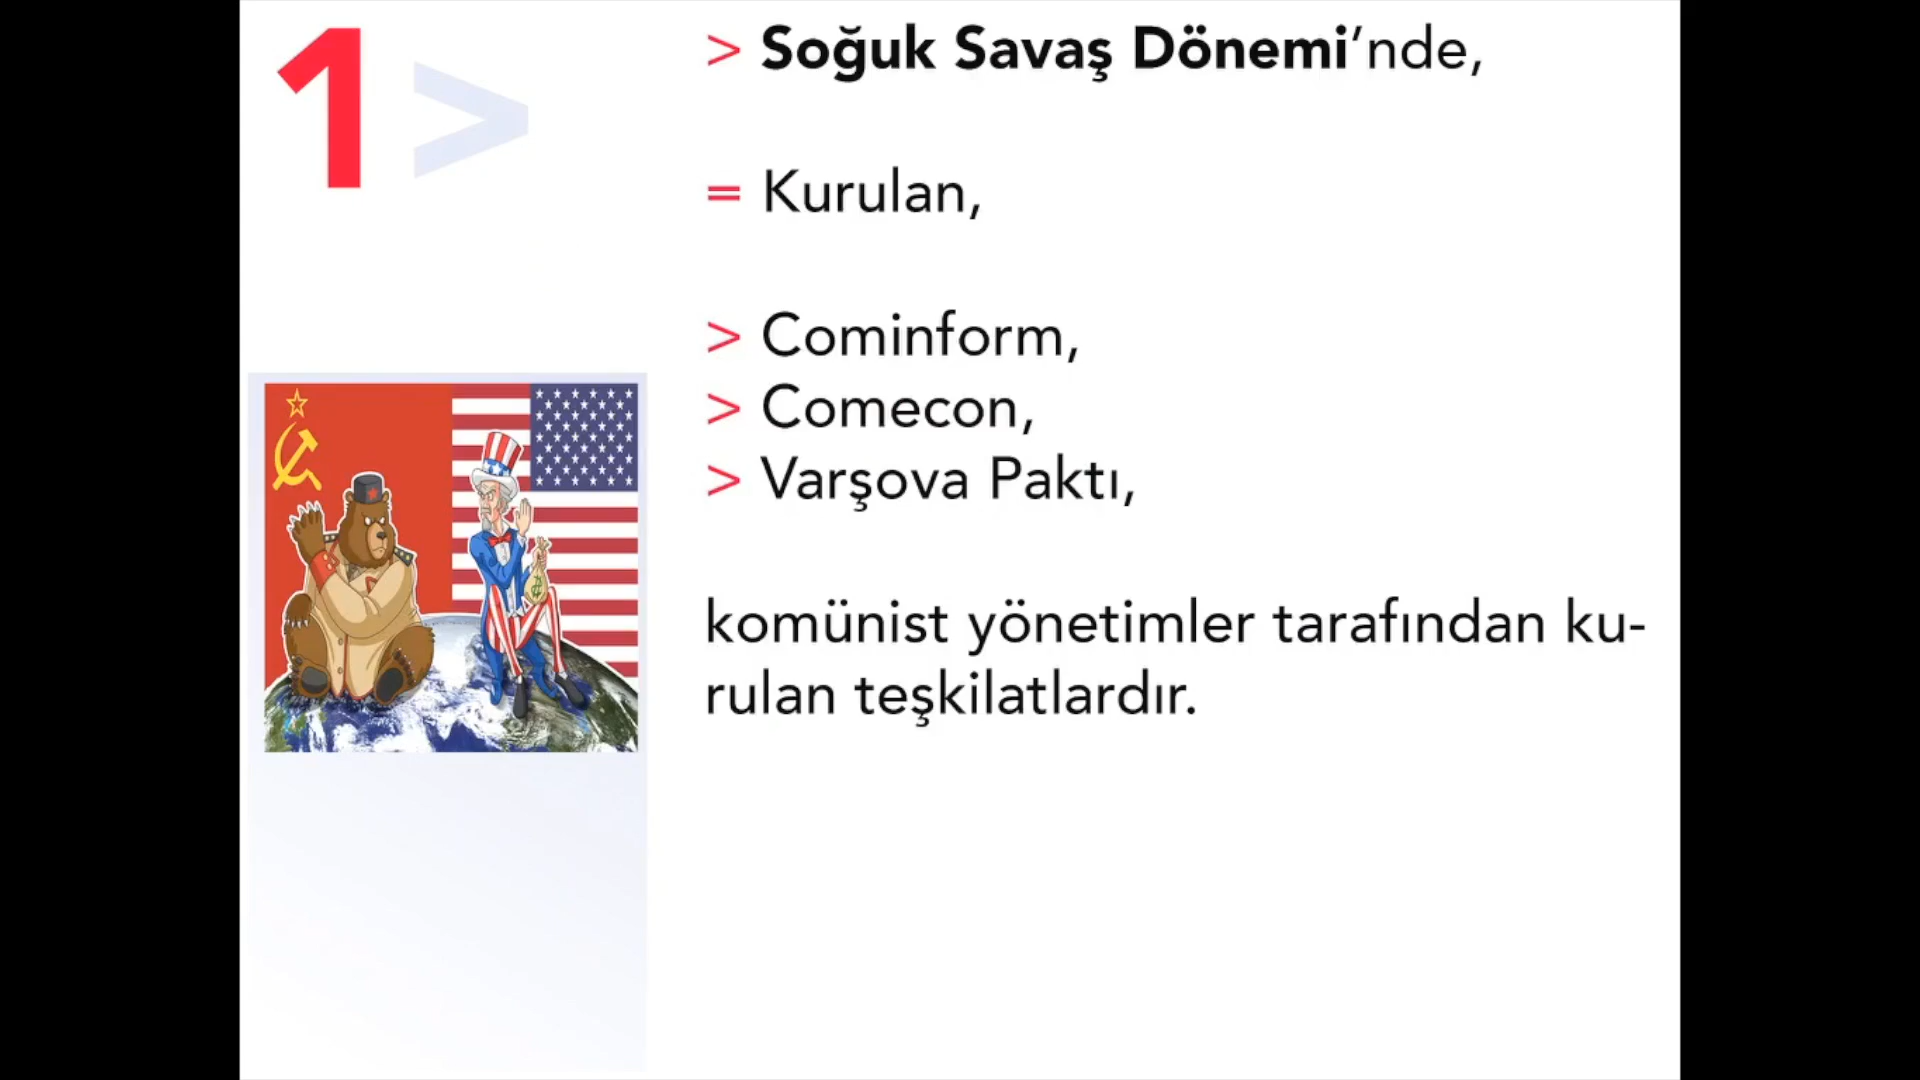 1>
> Soğuk Savaş Dönemi’nde,
= Kurulan,
> Cominform,
> Comecon,
> Varşova Paktı,
komünist yönetimler tarafından ku-
rulan teşkilatlardır.